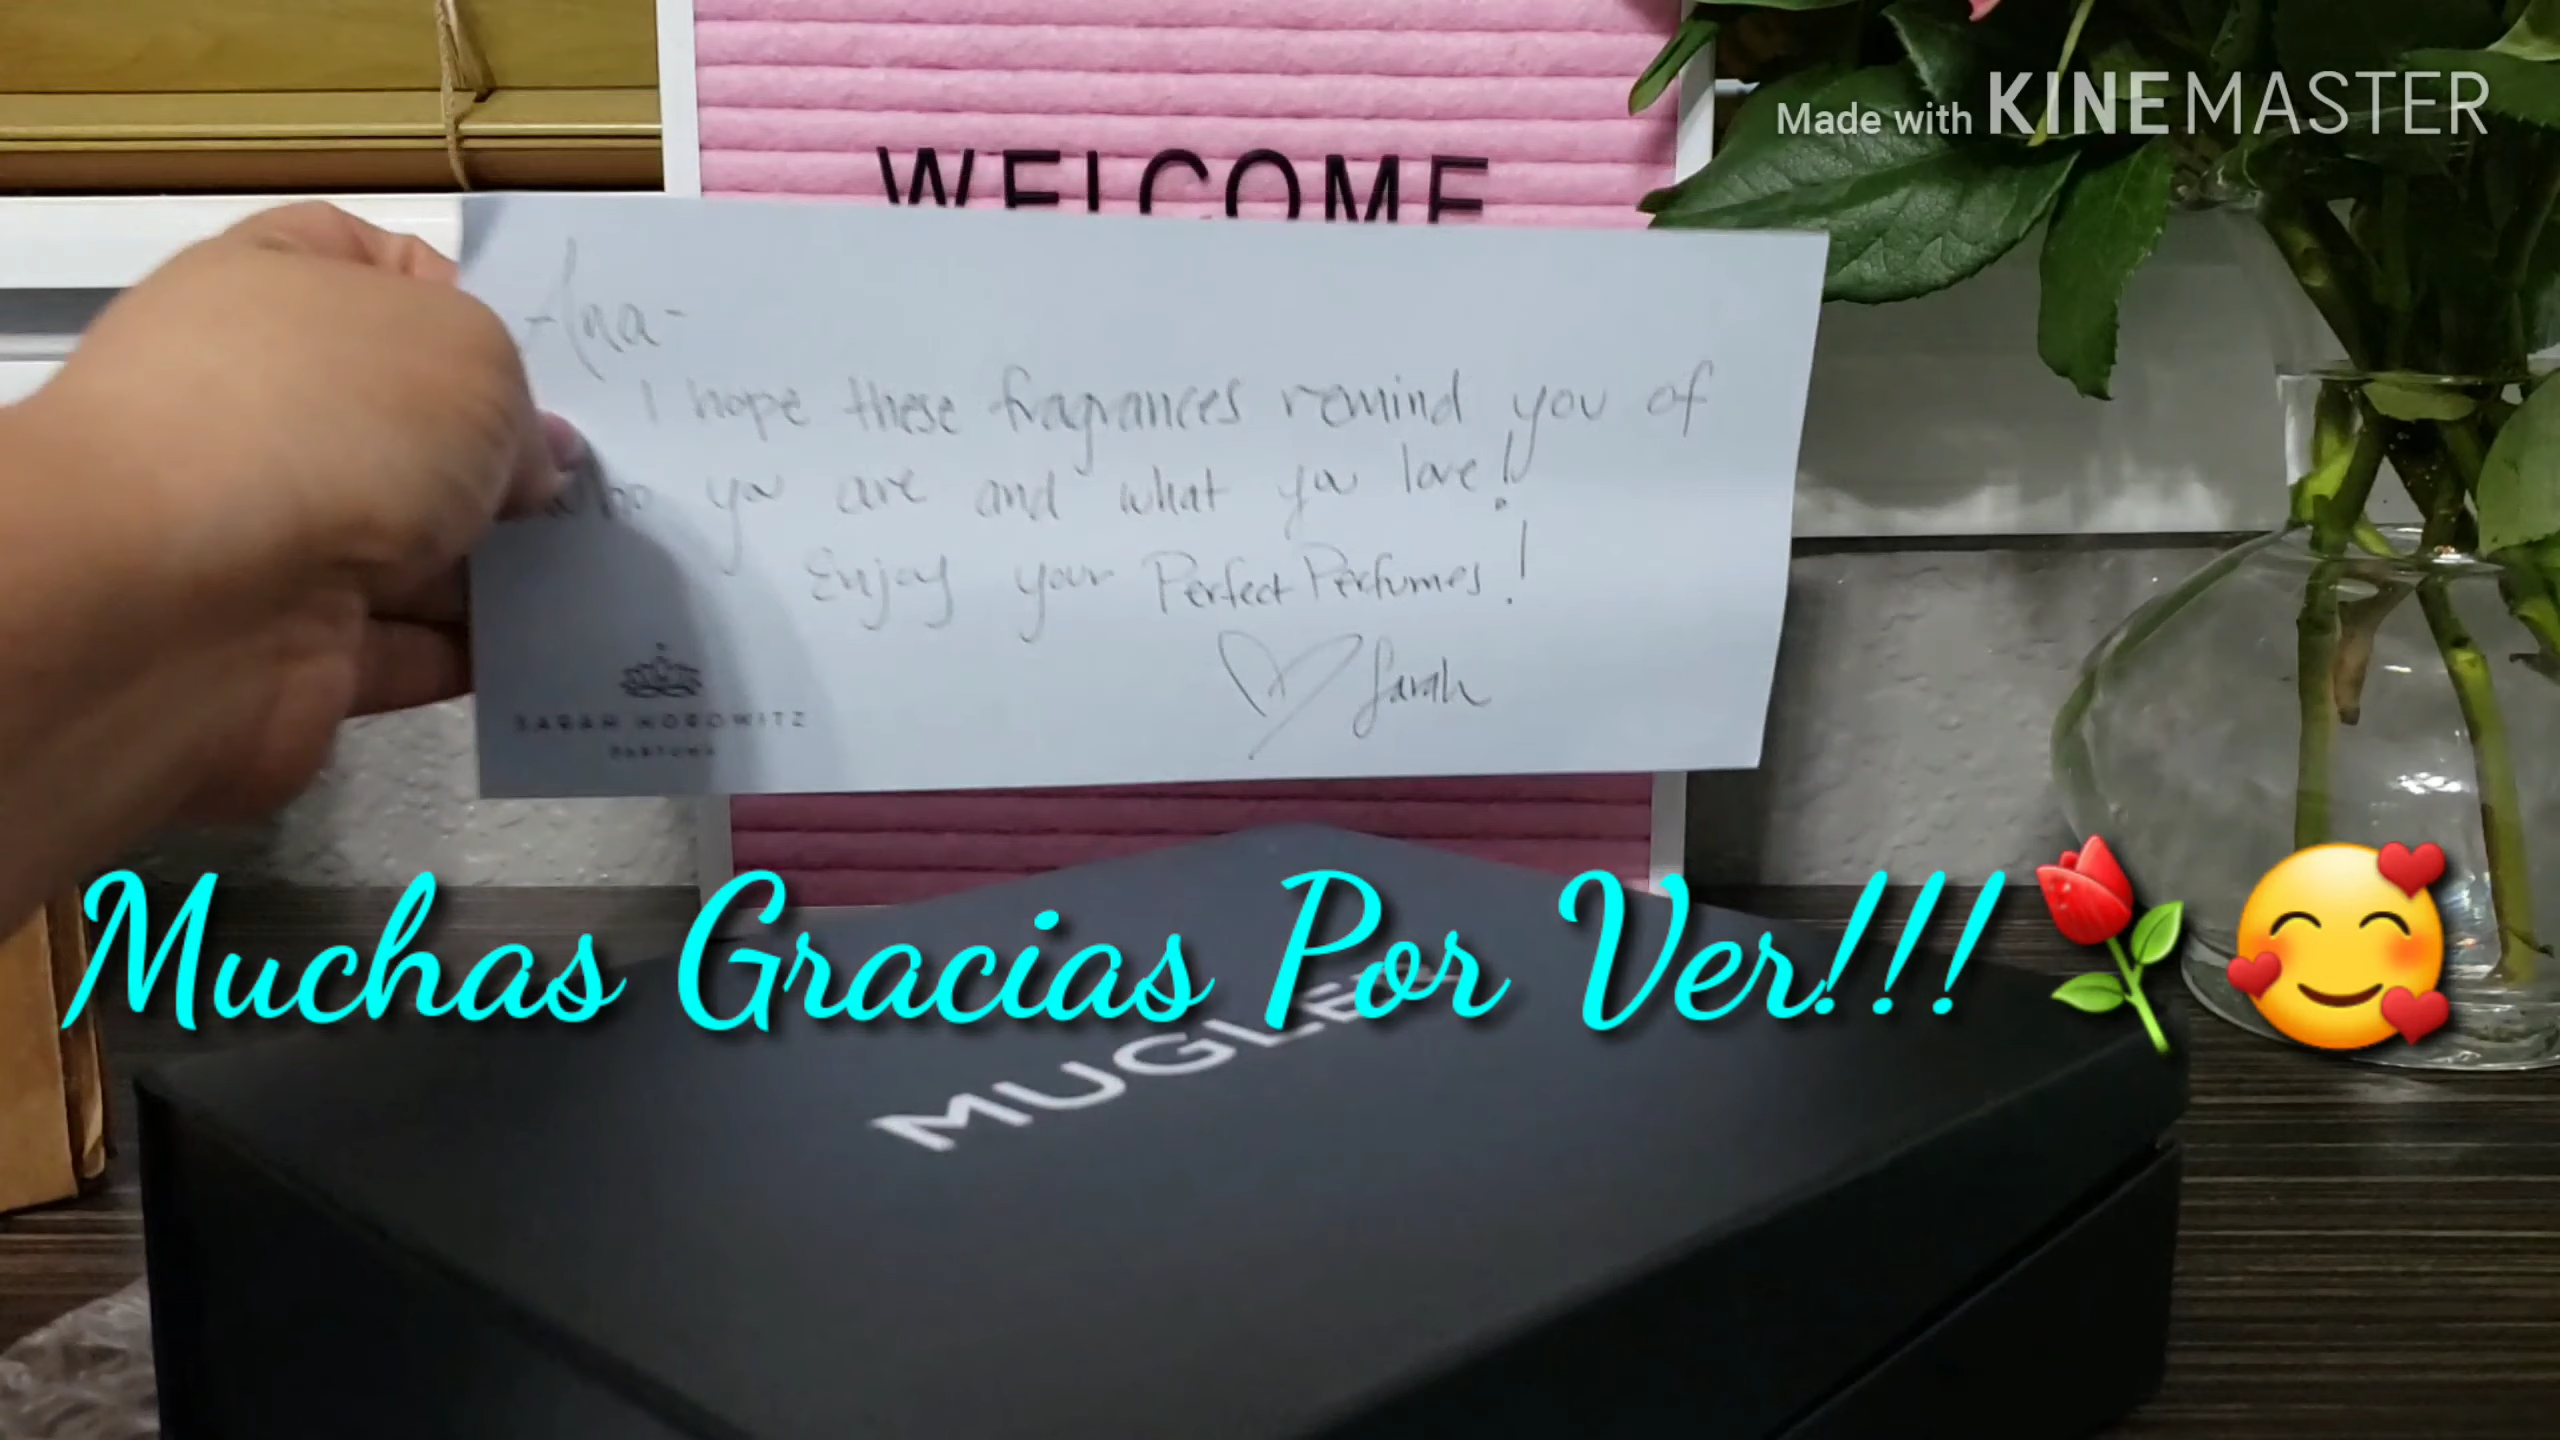 Made with KINEMASTER
WELCOME
Ana-
I hope these fragrances remind you of
who you are and what you love!
Enjoy your Perfect Perfumes!
Sarah
SARAH HOROWITZ
PARFUMS
Muchas Gracias Por Ver!!!
MUGLER